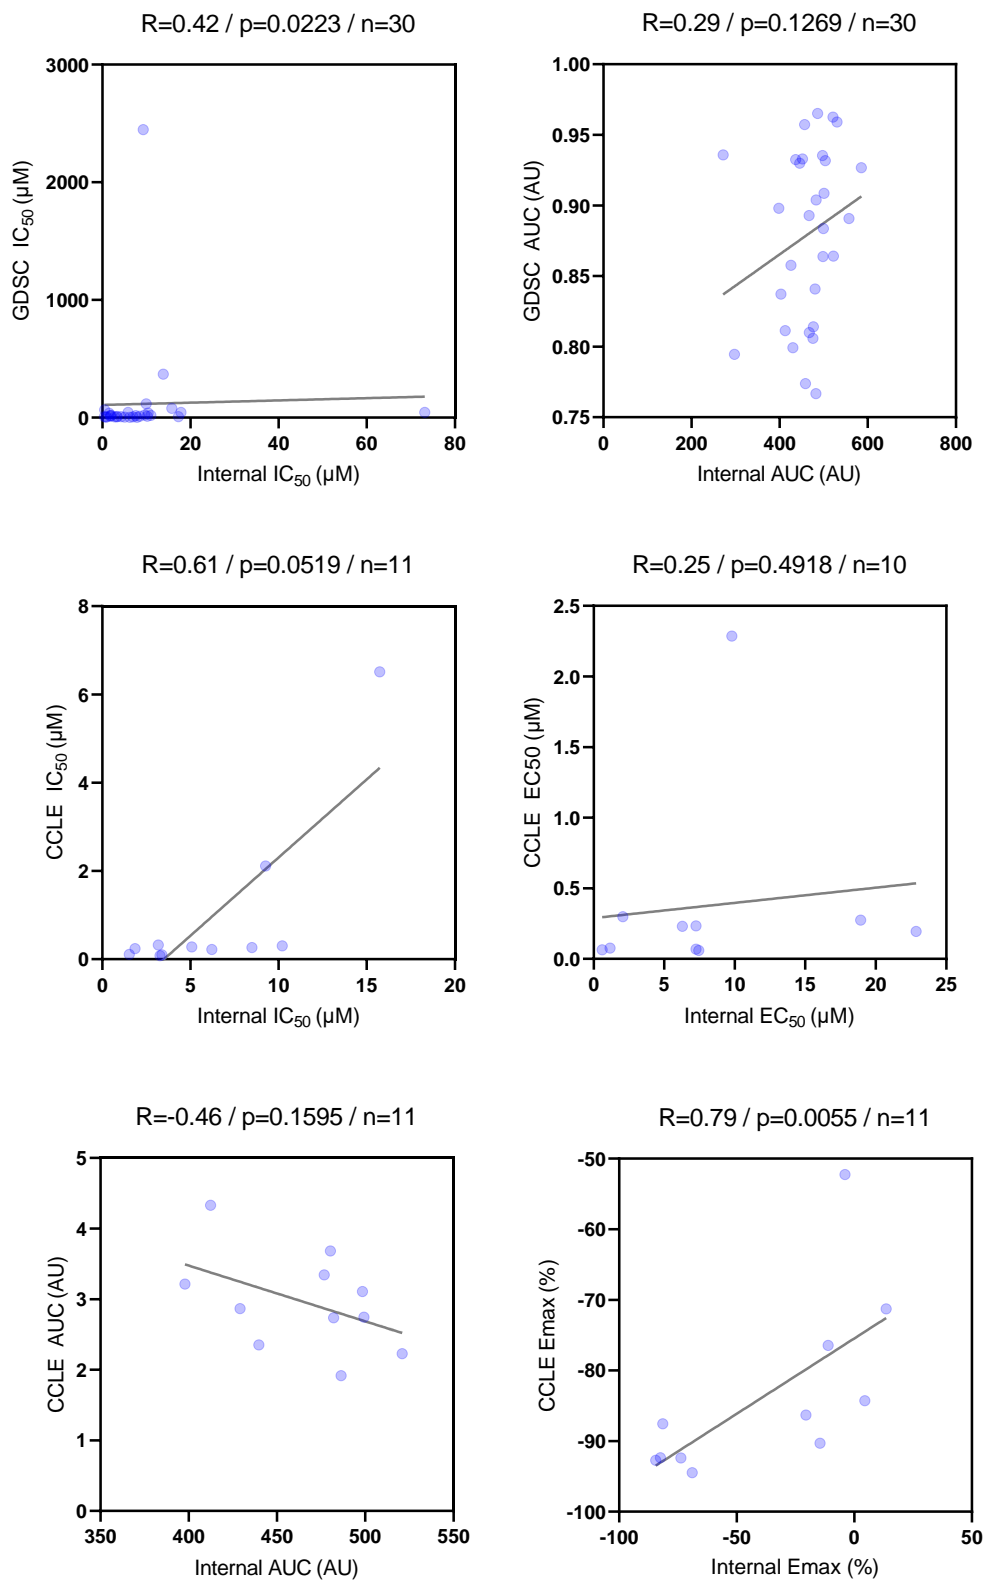 R=0.42 / p=0.0223 / n=30
GDSC IC50 (µM)
3000
2000
1000
0
0 20 40 60 80
Internal IC50 (µM)
R=0.29 / p=0.1269 / n=30
GDSC AUC (AU)
1.00
0.95
0.90
0.85
0.80
0.75
0 200 400 600 800
Internal AUC (AU)
R=0.61 / p=0.0519 / n=11
CCLE IC50 (µM)
8
6
4
2
0
0 5 10 15 20
Internal IC50 (µM)
R=0.25 / p=0.4918 / n=10
CCLE EC50 (µM)
2.5
2.0
1.5
1.0
0.5
0.0
0 5 10 15 20 25
Internal EC50 (µM)
R=-0.46 / p=0.1595 / n=11
CCLE AUC (AU)
5
4
3
2
1
0
350 400 450 500 550
Internal AUC (AU)
R=0.79 / p=0.0055 / n=11
CCLE Emax (%)
-50
-60
-70
-80
-90
-100
-100 -50 0 50
Internal Emax (%)